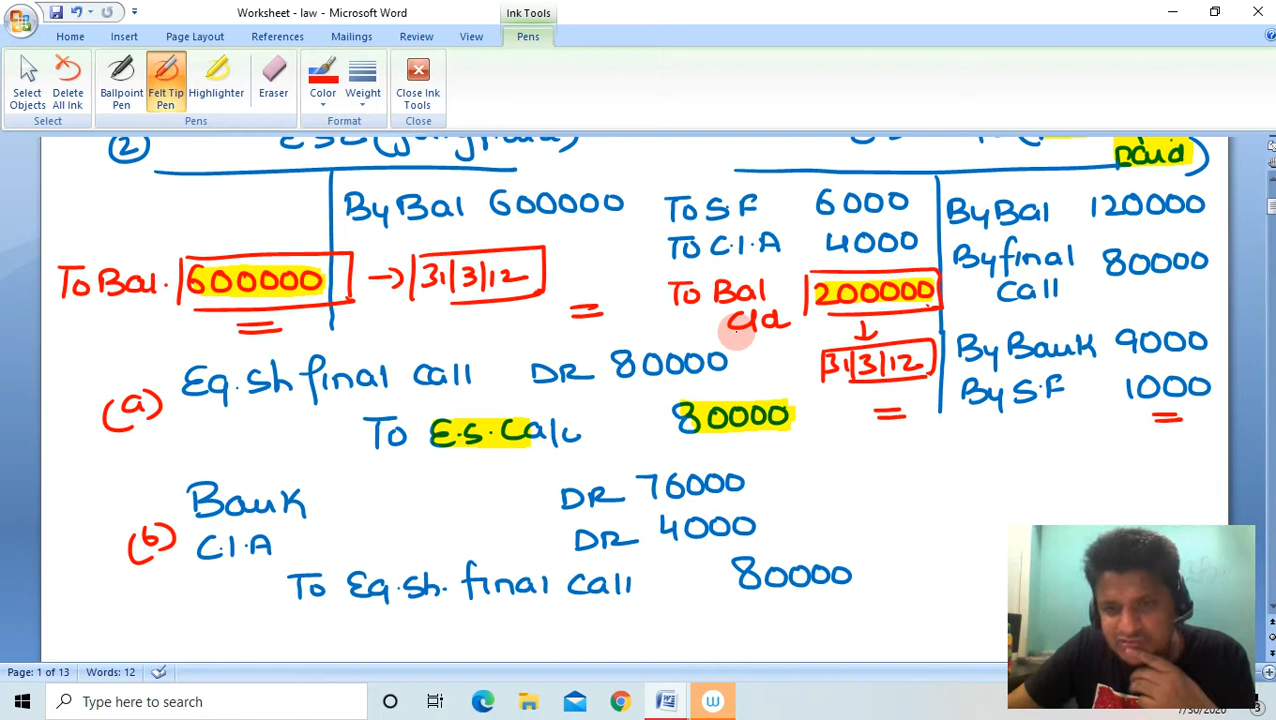 Worksheet - law - Microsoft Word
Ink Tools
Home Insert Page Layout References Mailings Review View Pens
Select Objects
Delete All Ink
Ballpoint Pen
Felt Tip Pen
Highlighter
Eraser
Color
Weight
Close Ink Tools
Select
Pens
Format
Close
(2)
paid)
By Bal 600000
To Bal. 600000 → 31/3/12
To S.F 6000
To C.I.A 4000
To Bal c/d 200000
31/3/12
By Bal 120000
By final call 80000
By Bank 9000
By S.F 1000
(a) Eq. sh final call DR 80000
To E.S. Calc 80000
(b) Bank DR 76000
C.I.A DR 4000
To Eq. sh. final call 80000
Page: 1 of 13 Words: 12
Type here to search
7/30/2020